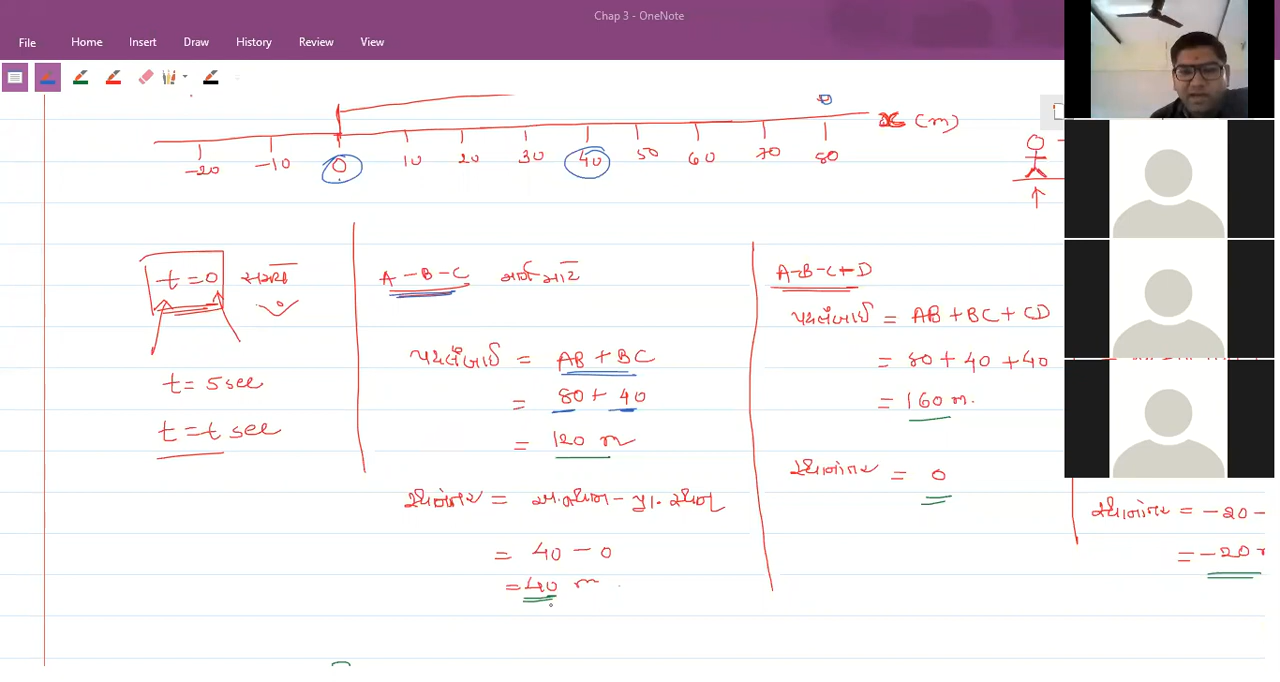 Chap 3 - OneNote
File Home Insert Draw History Review View
x (m)
-20 -10 0 10 20 30 40 50 60 70 80
t = 0 સમય
t = 5 sec
t = t sec
A - B - C માર્ગ માટે
પથલંબાઈ = AB + BC
= 80 + 40
= 120 m
સ્થાનાંતર = અ. સ્થાન - પ્રા. સ્થાન
= 40 - 0
= 40 m
A - B - C - D
પથલંબાઈ = AB + BC + CD
= 80 + 40 + 40
= 160 m.
સ્થાનાંતર = 0
સ્થાનાંતર = -20 -
= -20